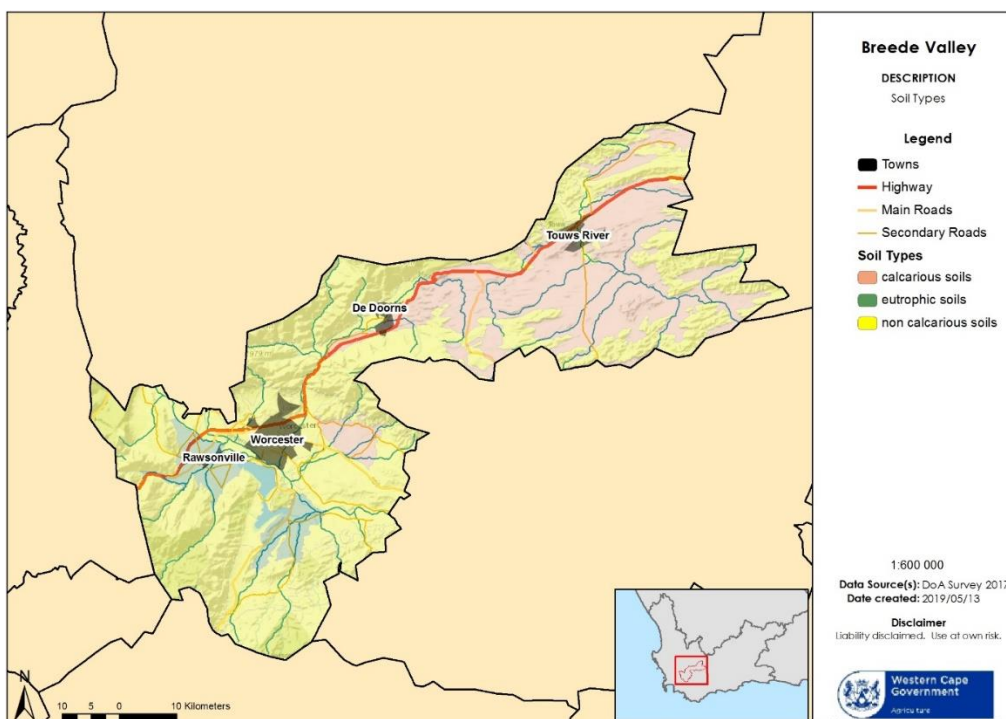 Breede Valley
DESCRIPTION
Soil Types
Legend
Towns
Highway
Main Roads
Secondary Roads
Soil Types
calcarious soils
eutrophic soils
non calcarious soils
Touws River
De Doorns
Worcester
Rawsonville
1:600 000
Data Source(s): DoA Survey 2017
Date created: 2019/05/13
Disclaimer
Liability disclaimed. Use at own risk.
Western Cape
Government
Agriculture
N
10 5 0 10 Kilometers